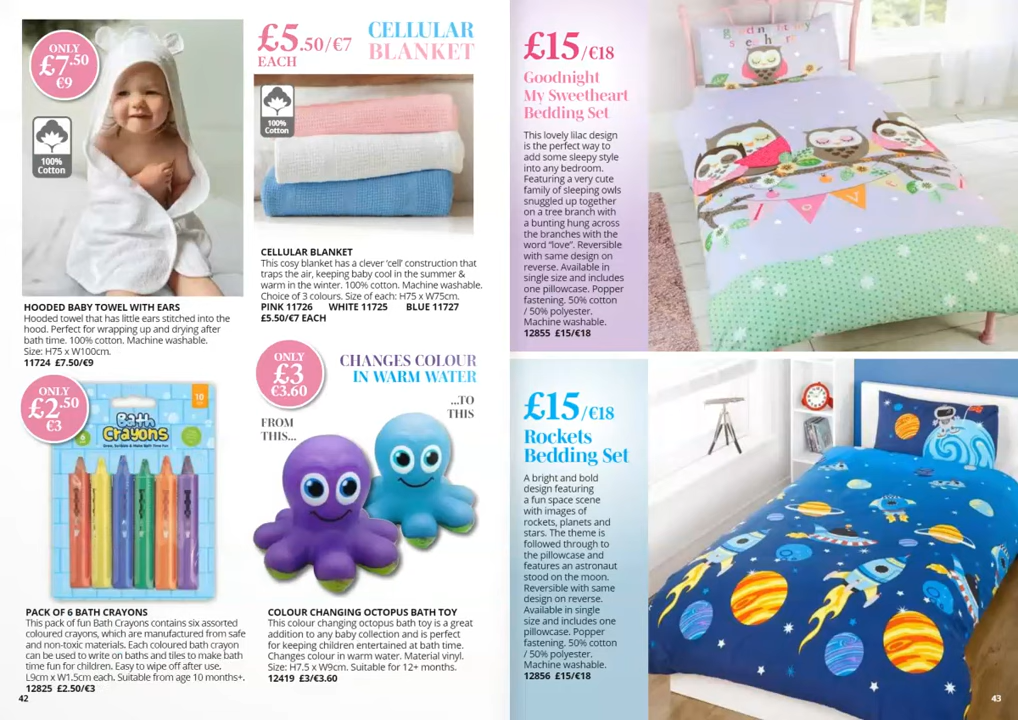 ONLY
£7.50
€9
100%
Cotton
HOODED BABY TOWEL WITH EARS
Hooded towel that has little ears stitched into the
hood. Perfect for wrapping up and drying after
bath time. 100% cotton. Machine washable.
Size: H75 x W100cm.
11724 £7.50/€9
£5.50/€7
EACH
CELLULAR
BLANKET
100%
Cotton
CELLULAR BLANKET
This cosy blanket has a clever 'cell' construction that
traps the air, keeping baby cool in the summer &
warm in the winter. 100% cotton. Machine washable.
Choice of 3 colours. Size of each: H75 x W75cm.
PINK 11726 WHITE 11725 BLUE 11727
£5.50/€7 EACH
ONLY
£2.50
€3
10
Bath
Crayons
6
PACK OF 6 BATH CRAYONS
This pack of fun Bath Crayons contains six assorted
coloured crayons, which are manufactured from safe
and non-toxic materials. Each coloured bath crayon
can be used to write on baths and tiles to make bath
time fun for children. Easy to wipe off after use.
L9cm x W1.5cm each. Suitable from age 10 months+.
12825 £2.50/€3
42
ONLY
£3
€3.60
CHANGES COLOUR
IN WARM WATER
FROM
THIS...
...TO
THIS
COLOUR CHANGING OCTOPUS BATH TOY
This colour changing octopus bath toy is a great
addition to any baby collection and is perfect
for keeping children entertained at bath time.
Changes colour in warm water. Material vinyl.
Size: H7.5 x W9cm. Suitable for 12+ months.
12419 £3/€3.60
£15/€18
Goodnight
My Sweetheart
Bedding Set
This lovely lilac design
is the perfect way to
add some sleepy style
into any bedroom.
Featuring a very cute
family of sleeping owls
snuggled up together
on a tree branch with
a bunting hung across
the branches with the
word “love”. Reversible
with same design on
reverse. Available in
single size and includes
one pillowcase. Popper
fastening. 50% cotton
/ 50% polyester.
Machine washable.
12855 £15/€18
£15/€18
Rockets
Bedding Set
A bright and bold
design featuring
a fun space scene
with images of
rockets, planets and
stars. The theme is
followed through to
the pillowcase and
features an astronaut
stood on the moon.
Reversible with same
design on reverse.
Available in single
size and includes one
pillowcase. Popper
fastening. 50% cotton
/ 50% polyester.
Machine washable.
12856 £15/€18
43